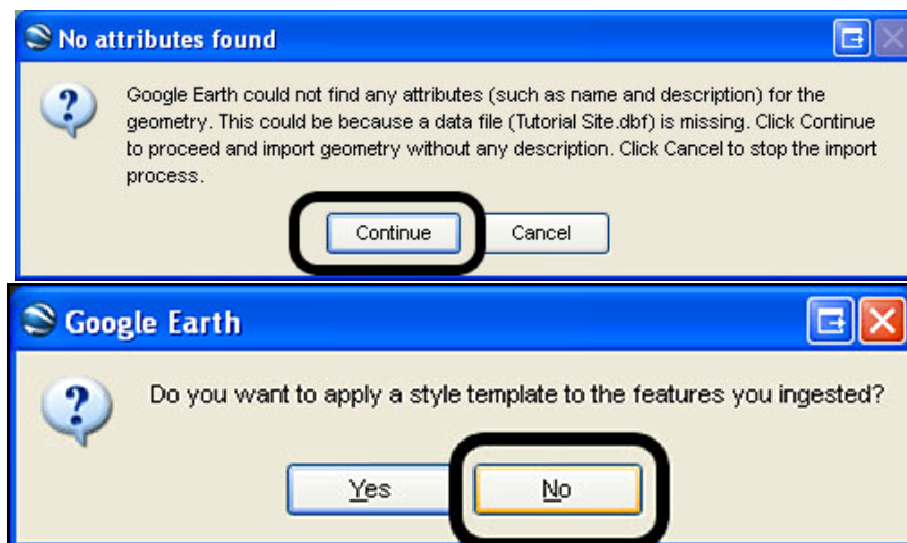 No attributes found
Google Earth could not find any attributes (such as name and description) for the
geometry. This could be because a data file (Tutorial Site.dbf) is missing. Click Continue
to proceed and import geometry without any description. Click Cancel to stop the import
process.
Continue Cancel
Google Earth
Do you want to apply a style template to the features you ingested?
Yes No